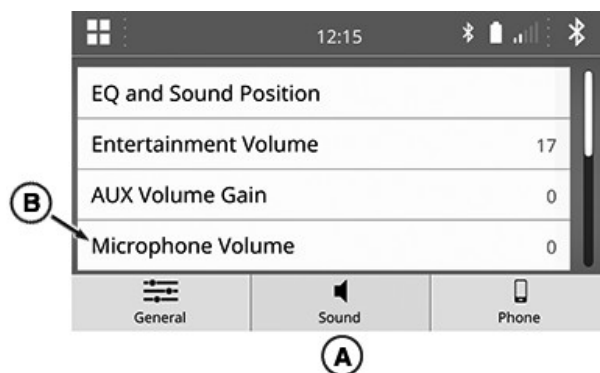 12:15
EQ and Sound Position
Entertainment Volume 17
AUX Volume Gain 0
B
Microphone Volume 0
General Sound Phone
A